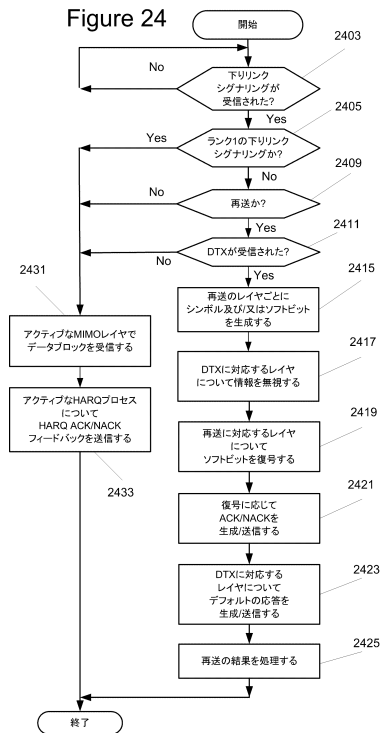 Figure 24
開始
2403
No
下りリンク
シグナリングが
受信された?
Yes
2405
Yes
ランク1の下りリンク
シグナリングか?
No
2409
No
再送か?
Yes
2411
DTXが受信された?
No
Yes
2415
再送のレイヤごとに
シンボル及び/又はソフトビット
を生成する
2431
アクティブなMIMOレイヤで
データブロックを受信する
2417
DTXに対応するレイヤ
について情報を無視する
2419
再送に対応するレイヤ
について
ソフトビットを復号する
アクティブなHARQプロセス
について
HARQ ACK/NACK
フィードバックを送信する
2433
2421
復号に応じて
ACK/NACKを
生成/送信する
2423
DTXに対応する
レイヤについて
デフォルトの応答を
生成/送信する
2425
再送の結果を処理する
終了